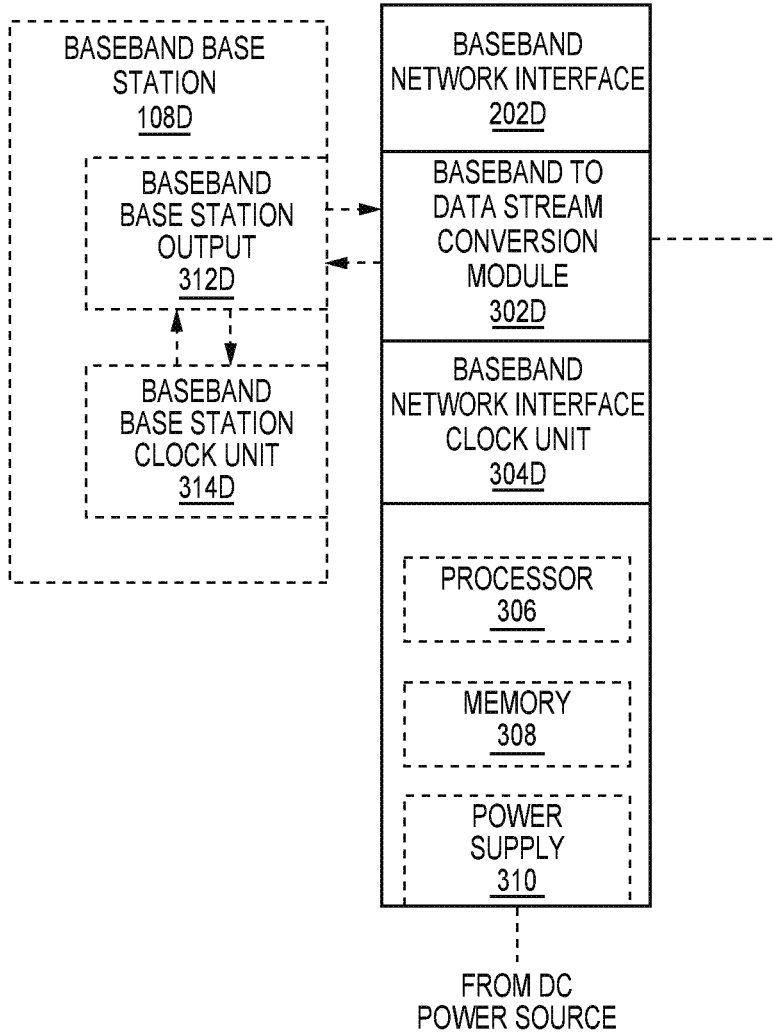 BASEBAND BASE
STATION
108D
BASEBAND
BASE STATION
OUTPUT
312D
BASEBAND
BASE STATION
CLOCK UNIT
314D
BASEBAND
NETWORK INTERFACE
202D
BASEBAND TO
DATA STREAM
CONVERSION
MODULE
302D
BASEBAND
NETWORK INTERFACE
CLOCK UNIT
304D
PROCESSOR
306
MEMORY
308
POWER
SUPPLY
310
FROM DC
POWER SOURCE